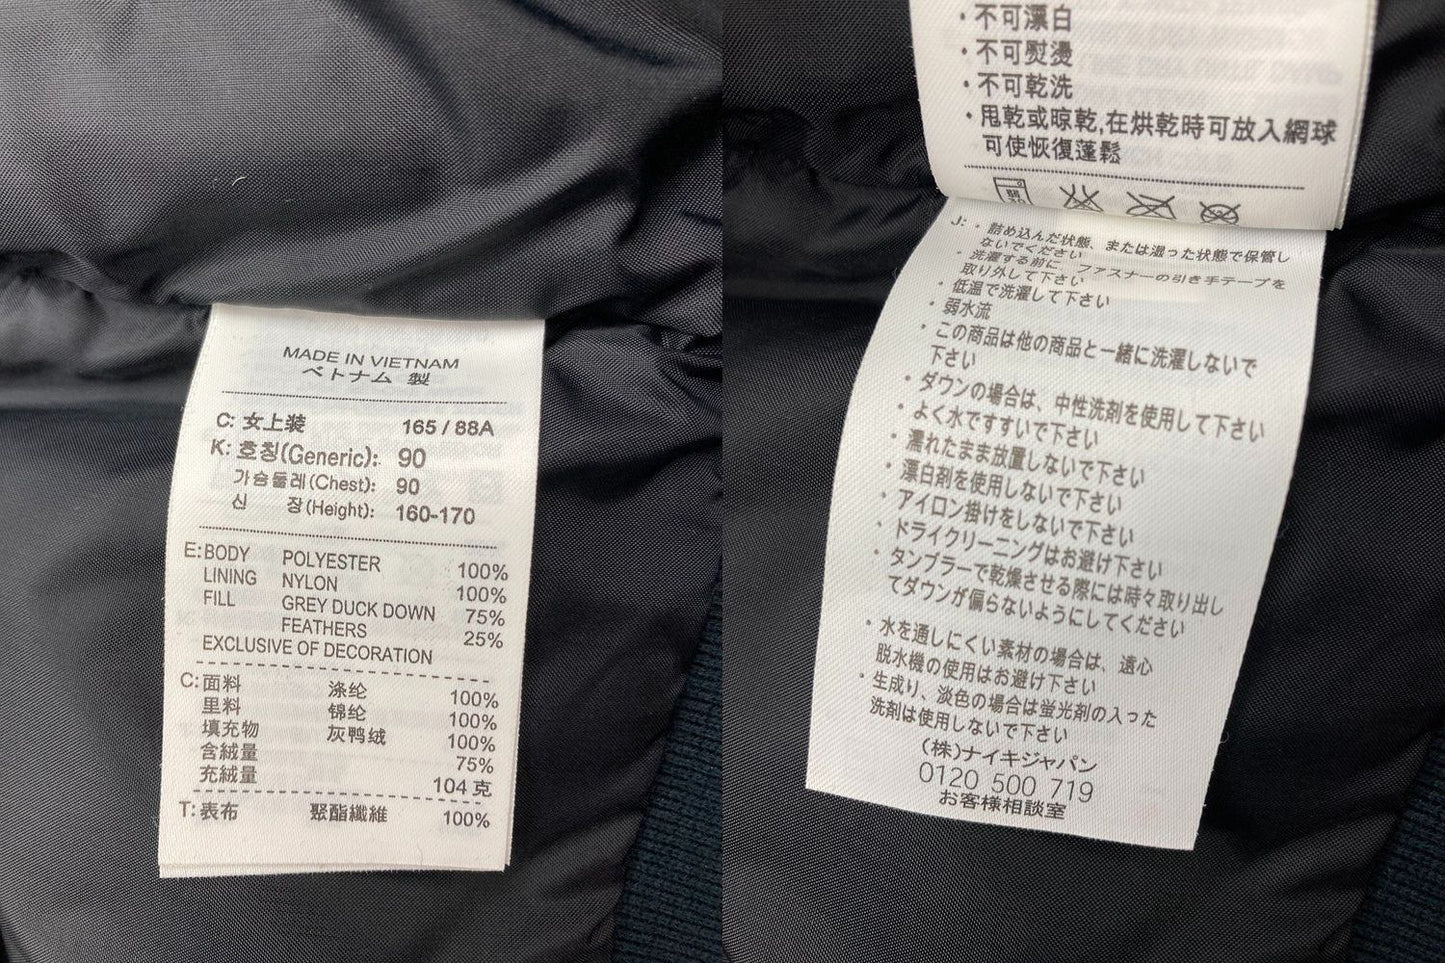 MADE IN VIETNAM
ベトナム 製
C: 女上装 165 / 88A
K: 호칭(Generic): 90
가슴둘레(Chest): 90
신 장(Height): 160-170
E: BODY POLYESTER 100%
LINING NYLON 100%
FILL GREY DUCK DOWN 75%
FEATHERS 25%
EXCLUSIVE OF DECORATION
C: 面料 涤纶 100%
里料 锦纶 100%
填充物 灰鸭绒 100%
含絨量 75%
充絨量 104 克
T: 表布 聚酯纖維 100%
・不可漂白
・不可熨燙
・不可乾洗
・甩乾或晾乾,在烘乾時可放入網球
可使恢復蓬鬆
J: ・詰め込んだ状態、または湿った状態で保管し
ないでください
・洗濯する前に ファスナーの引き手テープを
取り外して下さい
・低温で洗濯して下さい
・弱水流
・この商品は他の商品と一緒に洗濯しないで
下さい
・ダウンの場合は、中性洗剤を使用して下さい
・よく水ですすいで下さい
・濡れたまま放置しないで下さい
・漂白剤を使用しないで下さい
・アイロン掛けをしないで下さい
・ドライクリーニングはお避け下さい
・タンブラーで乾燥させる際には時々取り出し
てダウンが偏らないようにしてください
・水を通しにくい素材の場合は、遠心
脱水機の使用はお避け下さい
・生成り、淡色の場合は蛍光剤の入った
洗剤は使用しないで下さい
(株)ナイキジャパン
0120 500 719
お客様相談室